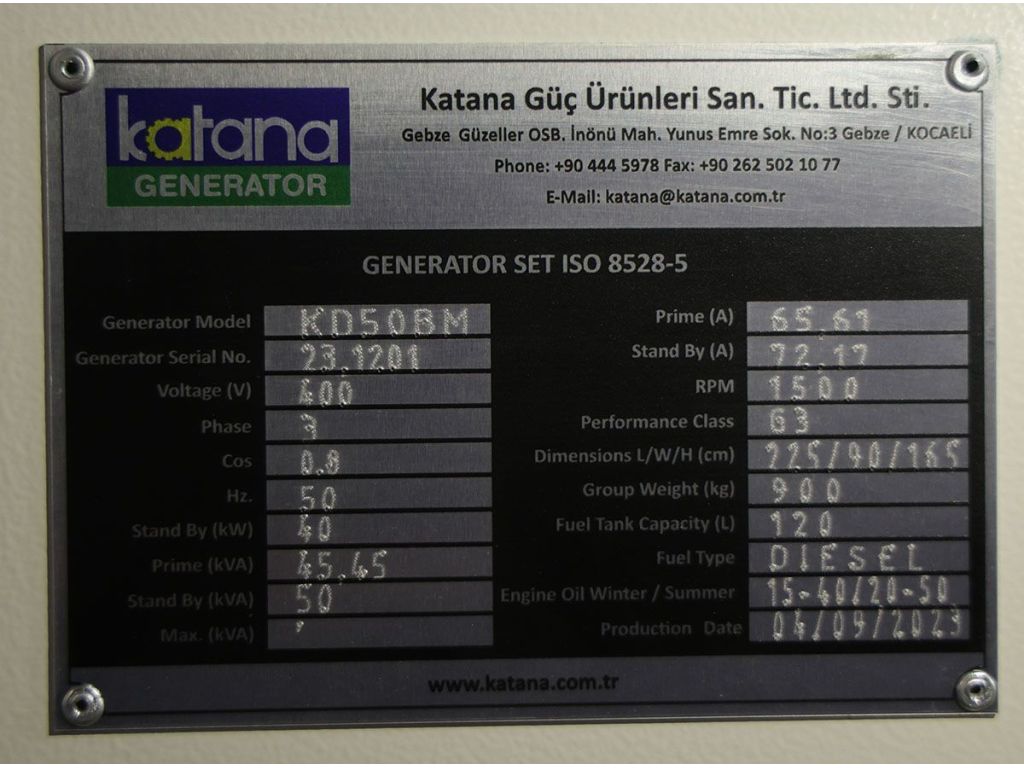 katana
GENERATOR
Katana Güç Ürünleri San. Tic. Ltd. Sti.
Gebze Güzeller OSB. İnönü Mah. Yunus Emre Sok. No:3 Gebze / KOCAELİ
Phone: +90 444 5978 Fax: +90 262 502 10 77
E-Mail: katana@katana.com.tr
GENERATOR SET ISO 8528-5
Generator Model KD50BM
Generator Serial No. 23.1201
Voltage (V) 400
Phase 3
Cos 0.8
Hz. 50
Stand By (kW) 40
Prime (kVA) 45.45
Stand By (kVA) 50
Max. (kVA) '
Prime (A) 65.61
Stand By (A) 72.17
RPM 1500
Performance Class G3
Dimensions L/W/H (cm) 225/90/165
Group Weight (kg) 900
Fuel Tank Capacity (L) 120
Fuel Type DIESEL
Engine Oil Winter / Summer 15-40/20-50
Production Date 04/09/2023
www.katana.com.tr